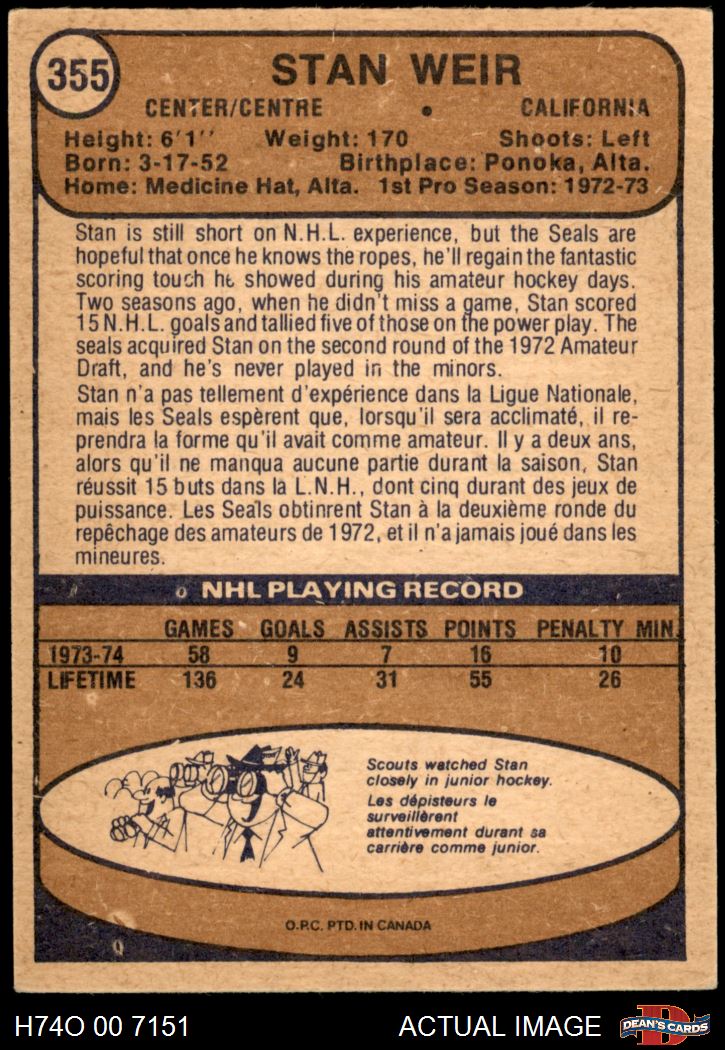 355
STAN WEIR
CENTER/CENTRE • CALIFORNIA
Height: 6'1'' Weight: 170 Shoots: Left
Born: 3-17-52 Birthplace: Ponoka, Alta.
Home: Medicine Hat, Alta. 1st Pro Season: 1972-73
Stan is still short on N.H.L. experience, but the Seals are
hopeful that once he knows the ropes, he'll regain the fantastic
scoring touch he showed during his amateur hockey days.
Two seasons ago, when he didn't miss a game, Stan scored
15 N.H.L. goals and tallied five of those on the power play. The
seals acquired Stan on the second round of the 1972 Amateur
Draft, and he's never played in the minors.
Stan n'a pas tellement d'expérience dans la Ligue Nationale,
mais les Seals espèrent que, lorsqu'il sera acclimaté, il re-
prendra la forme qu'il avait comme amateur. Il y a deux ans,
alors qu'il ne manqua aucune partie durant la saison, Stan
réussit 15 buts dans la L.N.H., dont cinq durant des jeux de
puissance. Les Seals obtinrent Stan à la deuxième ronde du
repêchage des amateurs de 1972, et il n'a jamais joué dans les
mineures.
NHL PLAYING RECORD
GAMES GOALS ASSISTS POINTS PENALTY MIN.
1973-74 58 9 7 16 10
LIFETIME 136 24 31 55 26
Scouts watched Stan
closely in junior hockey.
Les dépisteurs le
surveillèrent
attentivement durant sa
carrière comme junior.
O.P.C. PTD. IN CANADA
H74O 00 7151 ACTUAL IMAGE
D
DEAN'S CARDS